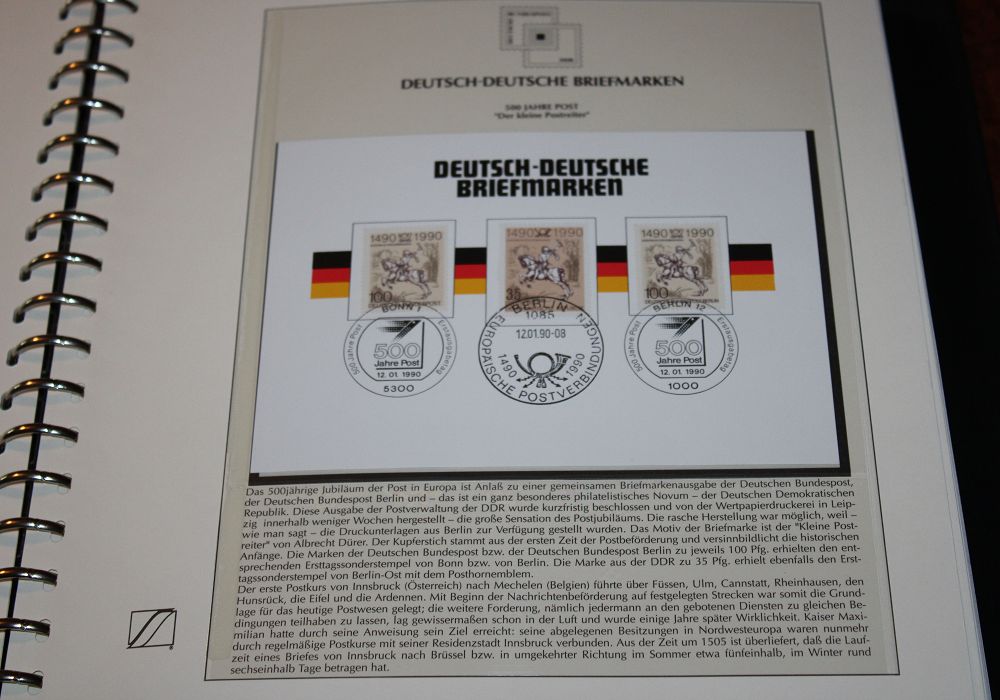 DEUTSCH-DEUTSCHE BRIEFMARKEN
500 JAHRE POST
"Der kleine Postreiter"
DEUTSCH-DEUTSCHE
BRIEFMARKEN
1490 1990
100
DEUTSCHE BUNDESPOST
1490 1990
35
1490 1990
100
DEUTSCHE BUNDESPOST BERLIN
BONN 1
500 Jahre Post
Erstausgabetag
500
Jahre Post
12. 01. 1990
5300
BERLIN
1085
12.01.90-08
1490 1990
EUROPÄISCHE POSTVERBINDUNGEN
BERLIN 12
500 Jahre Post
Erstausgabetag
500
Jahre Post
12. 01. 1990
1000
Das 500jährige Jubiläum der Post in Europa ist Anlaß zu einer gemeinsamen Briefmarkenausgabe der Deutschen Bundespost,
der Deutschen Bundespost Berlin und – das ist ein ganz besonderes philatelistisches Novum – der Deutschen Demokratischen
Republik. Diese Ausgabe der Postverwaltung der DDR wurde kurzfristig beschlossen und von der Wertpapierdruckerei in Leip-
zig innerhalb weniger Wochen hergestellt – die große Sensation des Postjubiläums. Die rasche Herstellung war möglich, weil –
wie man sagt – die Druckunterlagen aus Berlin zur Verfügung gestellt wurden. Das Motiv der Briefmarke ist der "Kleine Post-
reiter" von Albrecht Dürer. Der Kupferstich stammt aus der ersten Zeit der Postbeförderung und versinnbildlicht die historischen
Anfänge. Die Marken der Deutschen Bundespost bzw. der Deutschen Bundespost Berlin zu jeweils 100 Pfg. erhielten den ent-
sprechenden Ersttagssonderstempel von Bonn bzw. von Berlin. Die Marke aus der DDR zu 35 Pfg. erhielt ebenfalls den Erst-
tagssonderstempel von Berlin-Ost mit dem Posthornemblem.
Der erste Postkurs von Innsbruck (Österreich) nach Mechelen (Belgien) führte über Füssen, Ulm, Cannstatt, Rheinhausen, den
Hunsrück, die Eifel und die Ardennen. Mit Beginn der Nachrichtenbeförderung auf festgelegten Strecken war somit die Grund-
lage für das heutige Postwesen gelegt; die weitere Forderung, nämlich jedermann an den gebotenen Diensten zu gleichen Be-
dingungen teilhaben zu lassen, lag gewissermaßen schon in der Luft und wurde einige Jahre später Wirklichkeit. Kaiser Maxi-
milian hatte durch seine Anweisung sein Ziel erreicht: seine abgelegenen Besitzungen in Nordwesteuropa waren nunmehr
durch regelmäßige Postkurse mit seiner Residenzstadt Innsbruck verbunden. Aus der Zeit um 1505 ist überliefert, daß die Lauf-
zeit eines Briefes von Innsbruck nach Brüssel bzw. in umgekehrter Richtung im Sommer etwa fünfeinhalb, im Winter rund
sechseinhalb Tage betragen hat.